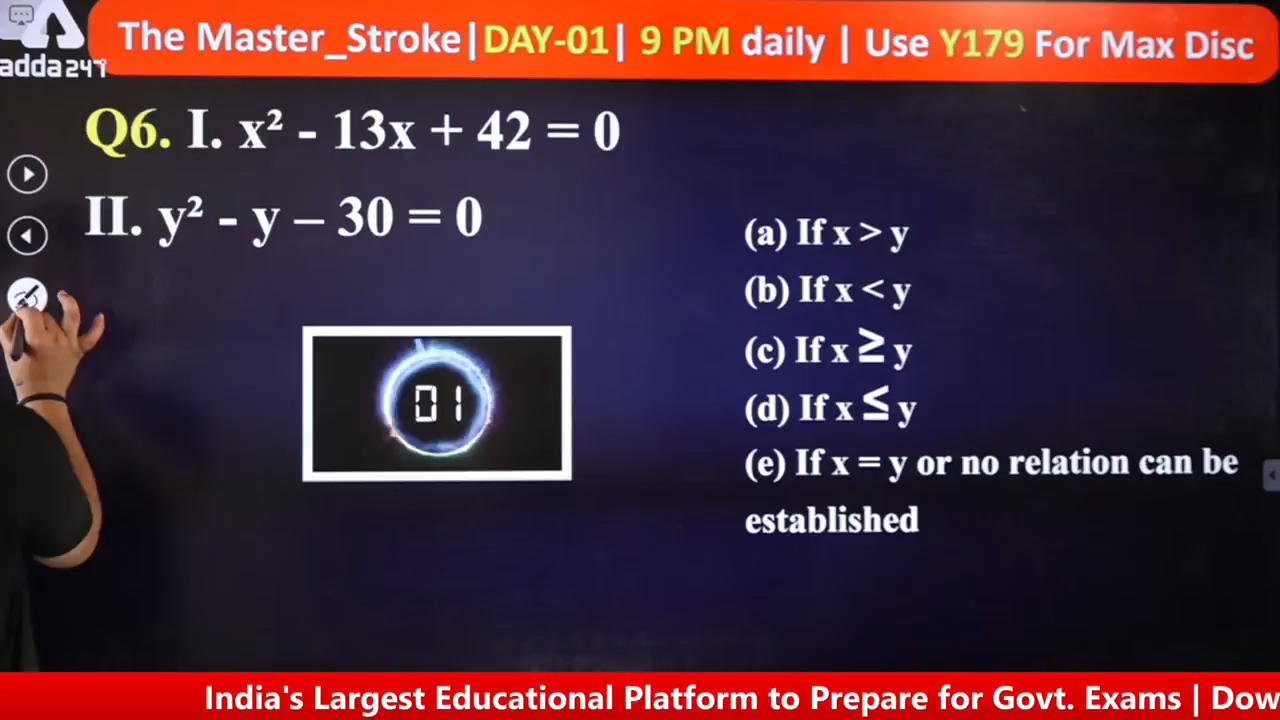 The Master_Stroke|DAY-01| 9 PM daily | Use Y179 For Max Disc
adda247
Q6. I. x² - 13x + 42 = 0
II. y² - y – 30 = 0
(a) If x > y
(b) If x < y
(c) If x ≥ y
(d) If x ≤ y
(e) If x = y or no relation can be
established
01
India's Largest Educational Platform to Prepare for Govt. Exams | Dow